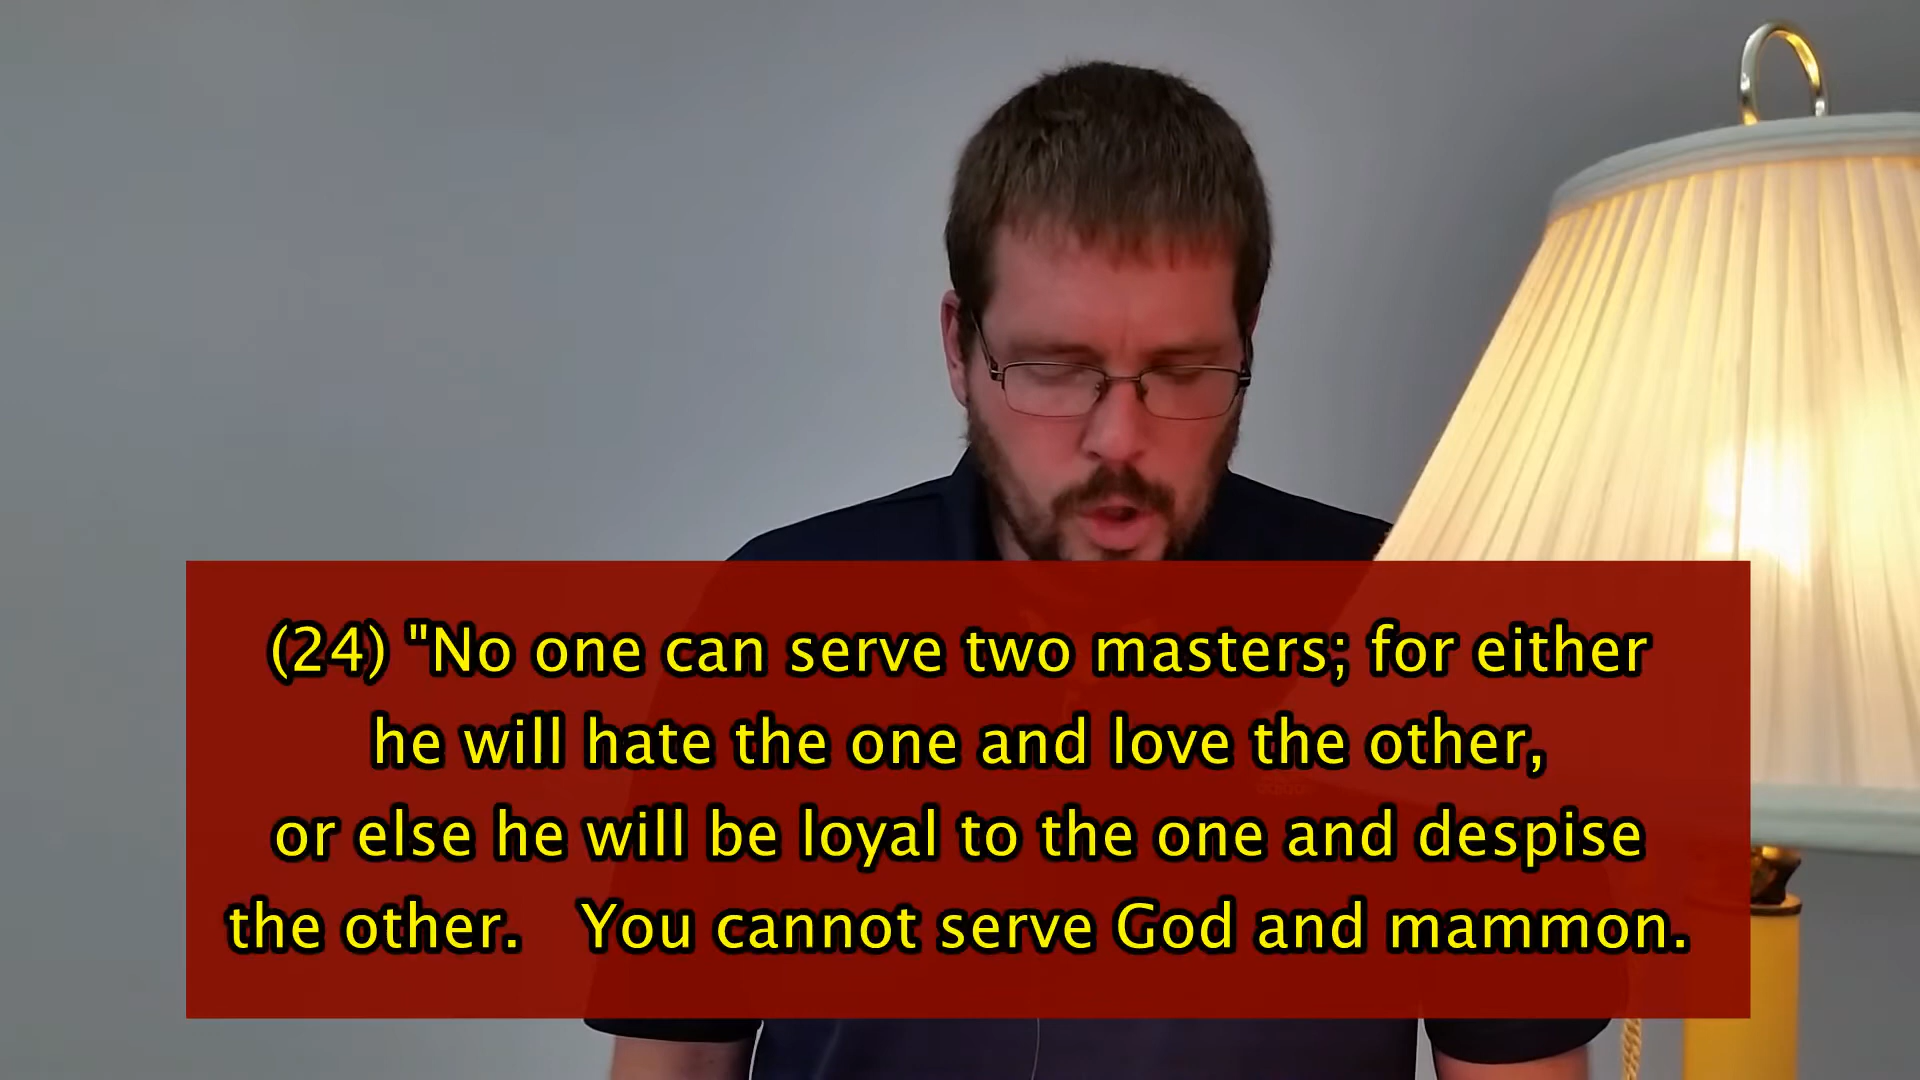 (24) "No one can serve two masters; for either
he will hate the one and love the other,
or else he will be loyal to the one and despise
the other. You cannot serve God and mammon.